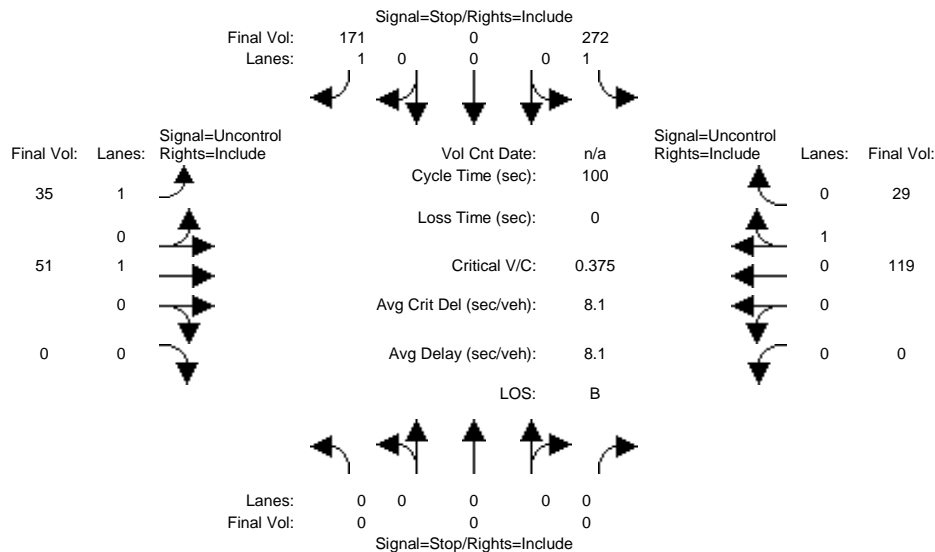 Signal=Stop/Rights=Include
Final Vol: 171 0 272
Lanes: 1 0 0 0 1
Signal=Uncontrol
Final Vol: Lanes: Rights=Include
Vol Cnt Date: n/a
Signal=Uncontrol
Rights=Include Lanes: Final Vol:
Cycle Time (sec): 100
35 1
0 29
Loss Time (sec): 0
0
1
51 1
Critical V/C: 0.375
0 119
0
Avg Crit Del (sec/veh): 8.1
0
0 0
Avg Delay (sec/veh): 8.1
0 0
LOS: B
Lanes: 0 0 0 0 0
Final Vol: 0 0 0
Signal=Stop/Rights=Include